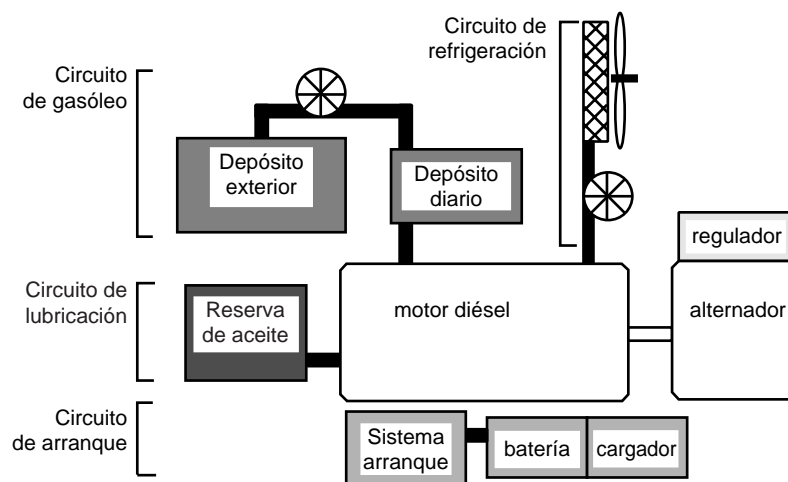 Circuito de
refrigeración
Circuito
de gasóleo
Depósito
exterior
Depósito
diario
regulador
Circuito de
lubricación
Reserva
de aceite
motor diésel
alternador
Circuito
de arranque
Sistema
arranque
batería
cargador